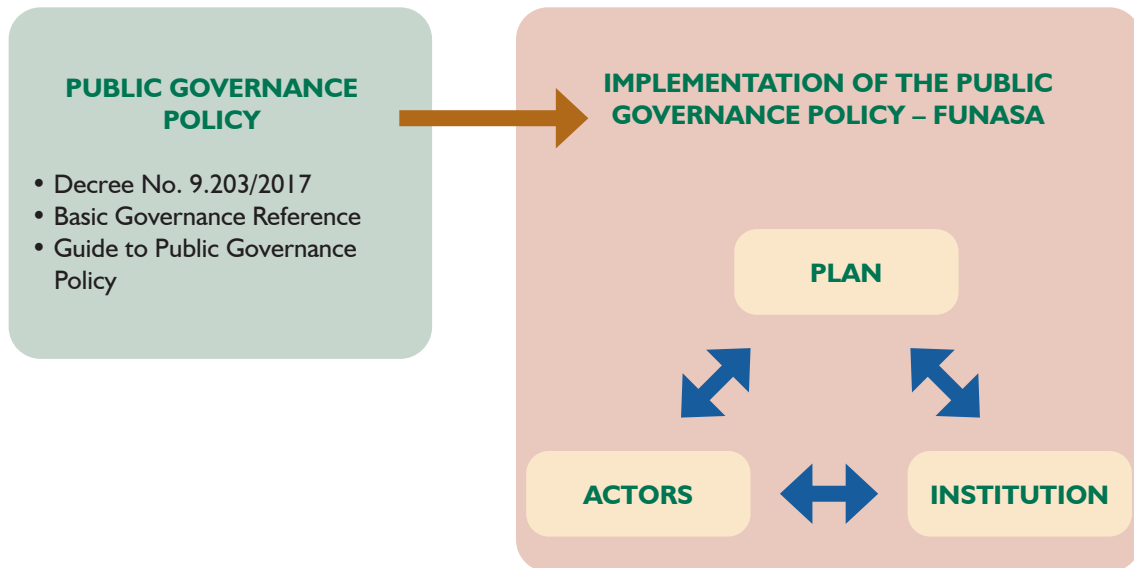 PUBLIC GOVERNANCE
POLICY
• Decree No. 9.203/2017
• Basic Governance Reference
• Guide to Public Governance
Policy
IMPLEMENTATION OF THE PUBLIC
GOVERNANCE POLICY – FUNASA
PLAN
ACTORS
INSTITUTION